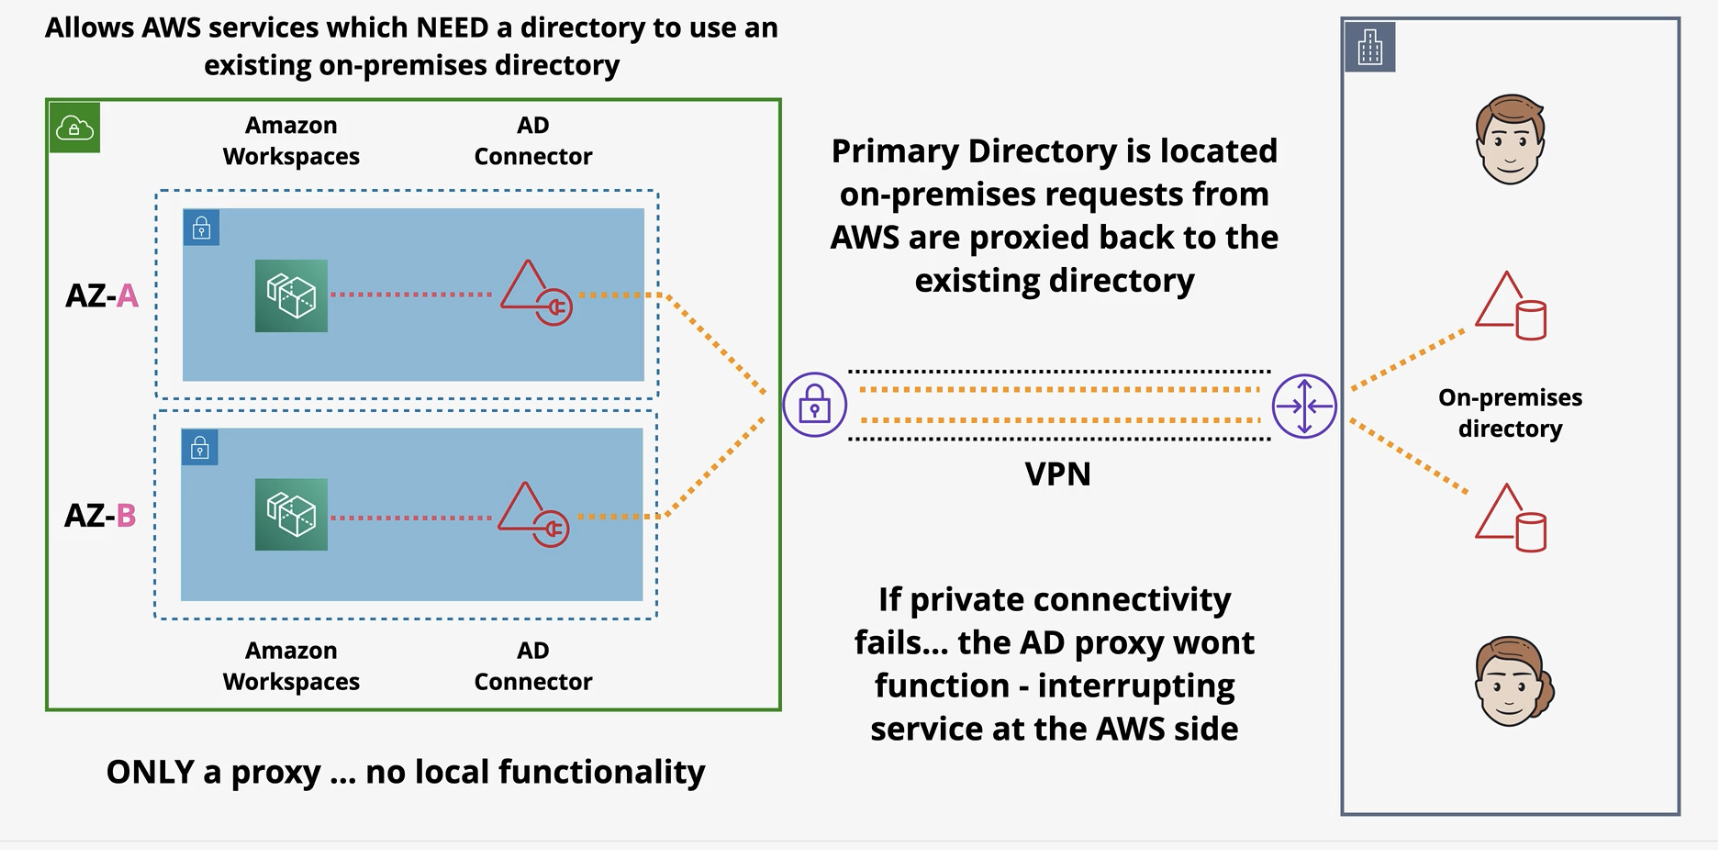 Allows AWS services which NEED a directory to use an
existing on-premises directory
Amazon
Workspaces
AD
Connector
AZ-A
AZ-B
Amazon
Workspaces
AD
Connector
ONLY a proxy ... no local functionality
Primary Directory is located
on-premises requests from
AWS are proxied back to the
existing directory
VPN
If private connectivity
fails... the AD proxy wont
function - interrupting
service at the AWS side
On-premises
directory